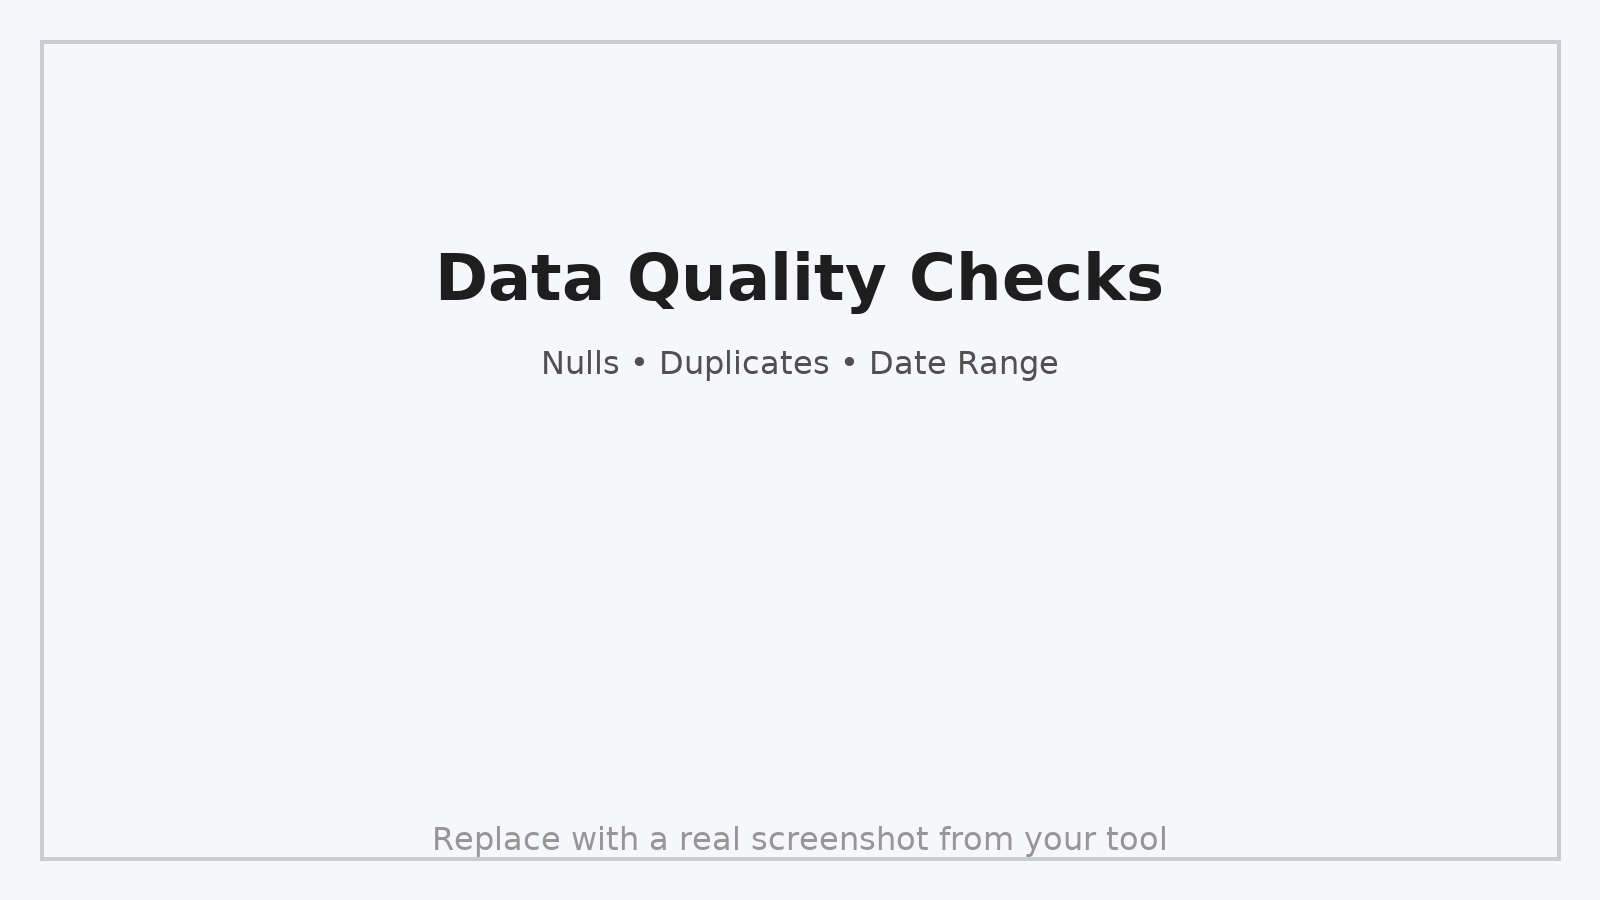 Data Quality Checks
Nulls • Duplicates • Date Range
Replace with a real screenshot from your tool